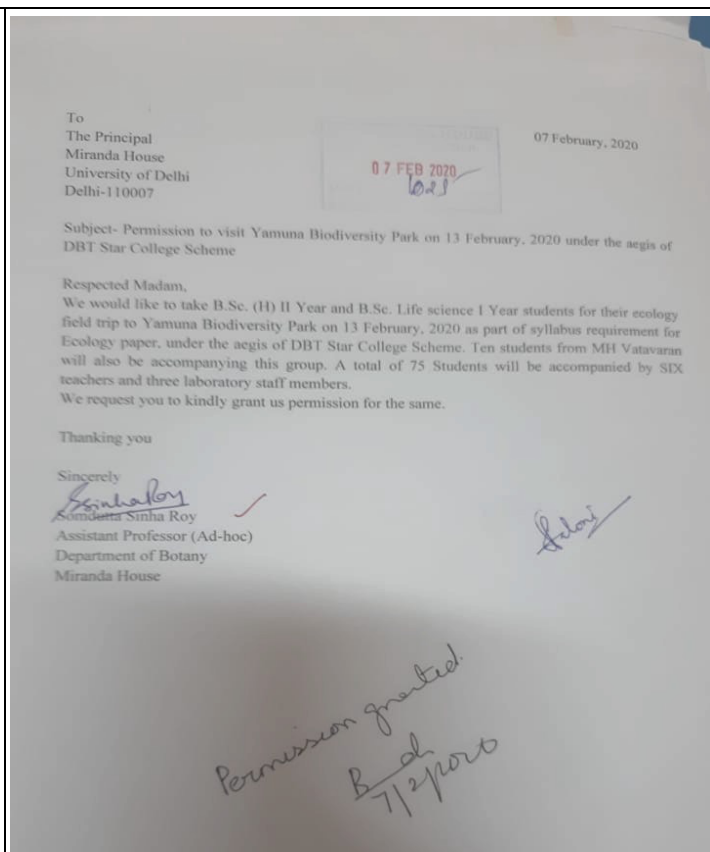 To
The Principal
Miranda House
University of Delhi
Delhi-110007
07 February, 2020
07 FEB 2020
Subject- Permission to visit Yamuna Biodiversity Park on 13 February, 2020 under the aegis of
DBT Star College Scheme
Respected Madam,
We would like to take B.Sc. (H) II Year and B.Sc. Life science I Year students for their ecology
field trip to Yamuna Biodiversity Park on 13 February, 2020 as part of syllabus requirement for
Ecology paper, under the aegis of DBT Star College Scheme. Ten students from MH Vatavaran
will also be accompanying this group. A total of 75 Students will be accompanied by SIX
teachers and three laboratory staff members.
We request you to kindly grant us permission for the same.
Thanking you
Sincerely
SsinhaRoy
Somdutta Sinha Roy
Assistant Professor (Ad-hoc)
Department of Botany
Miranda House
Permission granted
7/2/2020